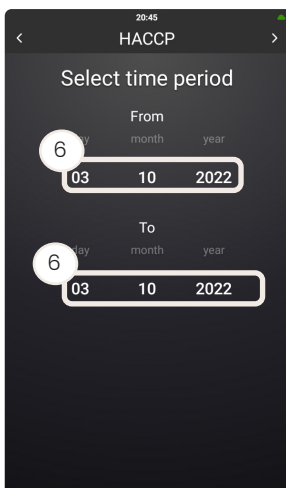 20:45
< HACCP >
Select time period
From
6
day month year
03 10 2022
To
6
day month year
03 10 2022